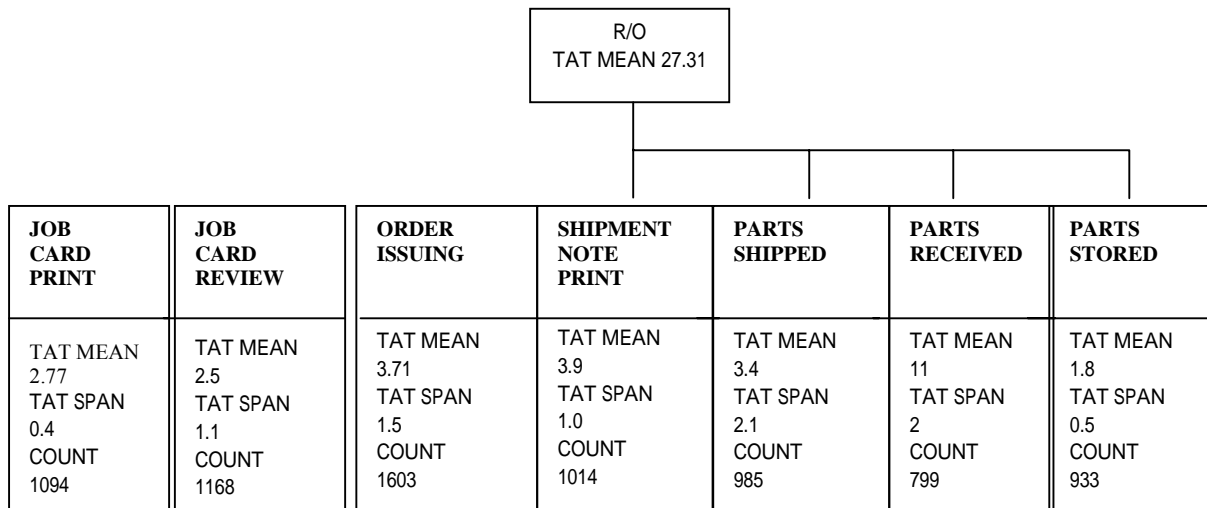 R/O
TAT MEAN 27.31
JOB
CARD
PRINT
TAT MEAN
2.77
TAT SPAN
0.4
COUNT
1094
JOB
CARD
REVIEW
TAT MEAN
2.5
TAT SPAN
1.1
COUNT
1168
ORDER
ISSUING
TAT MEAN
3.71
TAT SPAN
1.5
COUNT
1603
SHIPMENT
NOTE
PRINT
TAT MEAN
3.9
TAT SPAN
1.0
COUNT
1014
PARTS
SHIPPED
TAT MEAN
3.4
TAT SPAN
2.1
COUNT
985
PARTS
RECEIVED
TAT MEAN
11
TAT SPAN
2
COUNT
799
PARTS
STORED
TAT MEAN
1.8
TAT SPAN
0.5
COUNT
933